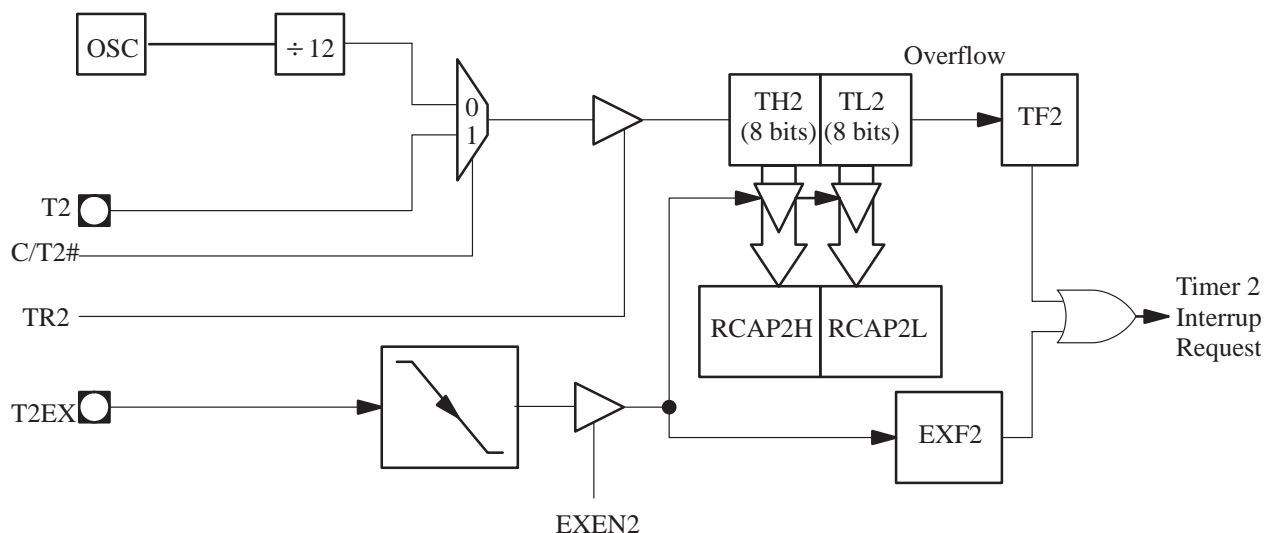 OSC
÷ 12
Overflow
TH2
(8 bits)
TL2
(8 bits)
TF2
0
1
T2
C/T2#
TR2
RCAP2H
RCAP2L
Timer 2
Interrup
Request
T2EX
EXF2
EXEN2